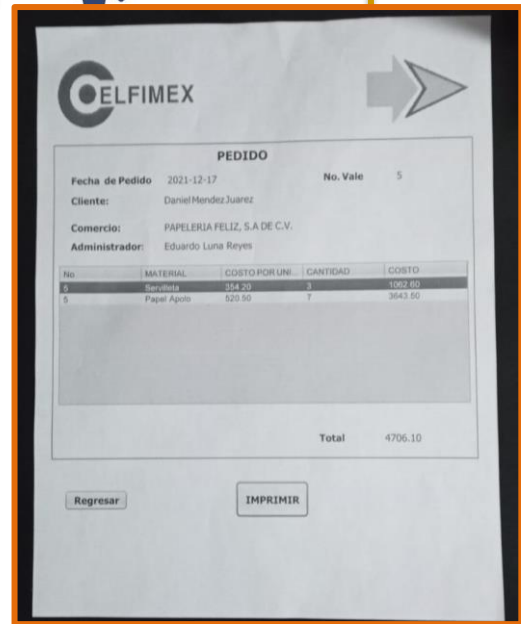 CELFIMEX
PEDIDO
Fecha de Pedido 2021-12-17 No. Vale 5
Cliente: Daniel Mendez Juarez
Comercio: PAPELERIA FELIZ, S.A DE C.V.
Administrador: Eduardo Luna Reyes
No MATERIAL COSTO POR UNI... CANTIDAD COSTO
5 Servilleta 354.20 3 1062.60
5 Papel Apolo 520.50 7 3643.50
Total 4706.10
Regresar IMPRIMIR